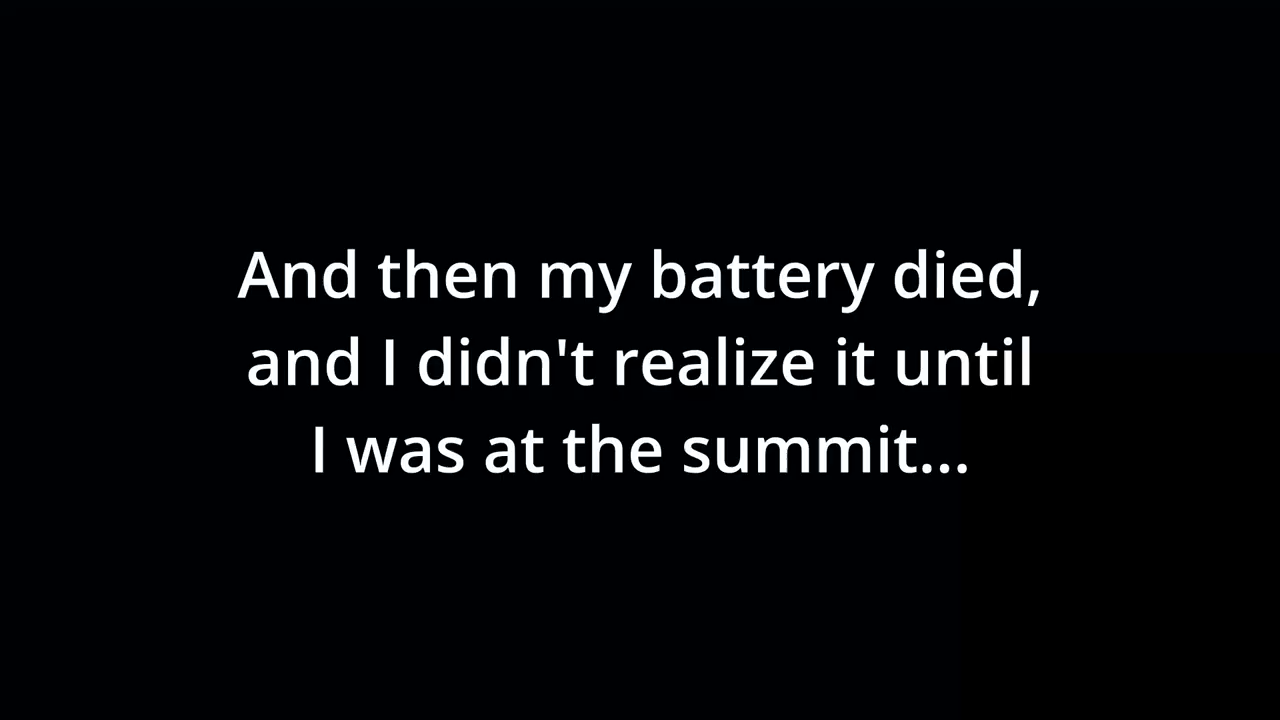 And then my battery died,
and I didn't realize it until
I was at the summit...